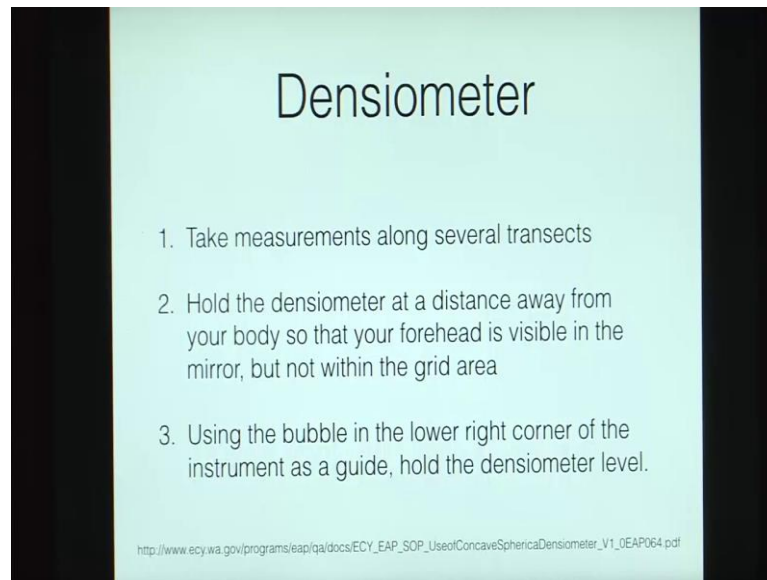 Densiometer
1. Take measurements along several transects
2. Hold the densiometer at a distance away from
your body so that your forehead is visible in the
mirror, but not within the grid area
3. Using the bubble in the lower right corner of the
instrument as a guide, hold the densiometer level.
http://www.ecy.wa.gov/programs/eap/qa/docs/ECY_EAP_SOP_UseofConcaveSphericaDensiometer_V1_0EAP064.pdf